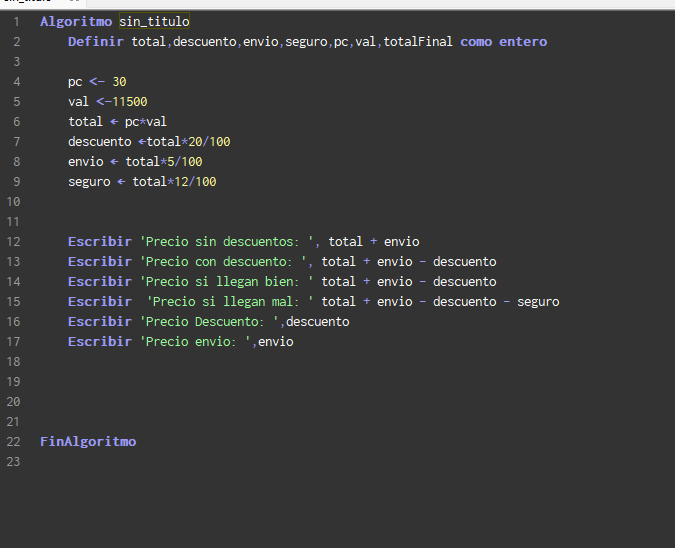 1 Algoritmo sin_titulo
2 Definir total,descuento,envio,seguro,pc,val,totalFinal como entero
3
4 pc <- 30
5 val <-11500
6 total ← pc*val
7 descuento ←total*20/100
8 envio ← total*5/100
9 seguro ← total*12/100
10
11
12 Escribir 'Precio sin descuentos: ', total + envio
13 Escribir 'Precio con descuento: ', total + envio - descuento
14 Escribir 'Precio si llegan bien: ' total + envio - descuento
15 Escribir  'Precio si llegan mal: ' total + envio - descuento - seguro
16 Escribir 'Precio Descuento: ',descuento
17 Escribir 'Precio envio: ',envio
18
19
20
21
22 FinAlgoritmo
23